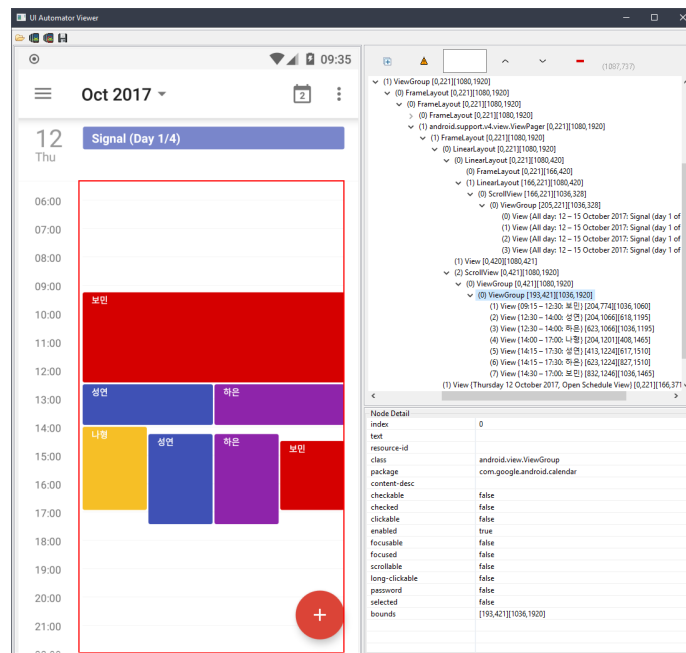 UI Automator Viewer
09:35
(1097,737)
Oct 2017
2
12
Thu
Signal (Day 1/4)
06:00
07:00
08:00
09:00
10:00
11:00
12:00
13:00
14:00
15:00
16:00
17:00
18:00
19:00
20:00
21:00
보민
성연
하은
나형
성연
하은
보민
+
(1) ViewGroup [0,221][1080,1920]
(0) FrameLayout [0,221][1080,1920]
(0) FrameLayout [0,221][1080,1920]
(0) FrameLayout [0,221][1080,1920]
(1) android.support.v4.view.ViewPager [0,221][1080,1920]
(1) FrameLayout [0,221][1080,1920]
(0) LinearLayout [0,221][1080,1920]
(0) LinearLayout [0,221][1080,420]
(0) FrameLayout [0,221][166,420]
(1) LinearLayout [166,221][1080,420]
(0) ScrollView [166,221][1036,328]
(0) ViewGroup [205,221][1036,328]
(0) View {All day: 12 – 15 October 2017: Signal (day 1 of
(1) View {All day: 12 – 15 October 2017: Signal (day 1 of
(2) View {All day: 12 – 15 October 2017: Signal (day 1 of
(3) View {All day: 12 – 15 October 2017: Signal (day 1 of
(1) View [0,420][1080,421]
(2) ScrollView [0,421][1080,1920]
(0) ViewGroup [0,421][1080,1920]
(0) ViewGroup [193,421][1036,1920]
(1) View {09:15 – 12:30: 보민} [204,774][1036,1060]
(2) View {12:30 – 14:00: 성연} [204,1066][618,1195]
(3) View {12:30 – 14:00: 하은} [623,1066][1036,1195]
(4) View {14:00 – 17:00: 나형} [204,1201][408,1465]
(5) View {14:15 – 17:30: 성연} [413,1224][617,1510]
(6) View {14:15 – 17:30: 하은} [623,1224][827,1510]
(7) View {14:30 – 17:00: 보민} [832,1246][1036,1465]
(1) View {Thursday 12 October 2017, Open Schedule View} [0,221][166,371
Node Detail
index 0
text
resource-id
class android.view.ViewGroup
package com.google.android.calendar
content-desc
checkable false
checked false
clickable false
enabled true
focusable false
focused false
scrollable false
long-clickable false
password false
selected false
bounds [193,421][1036,1920]